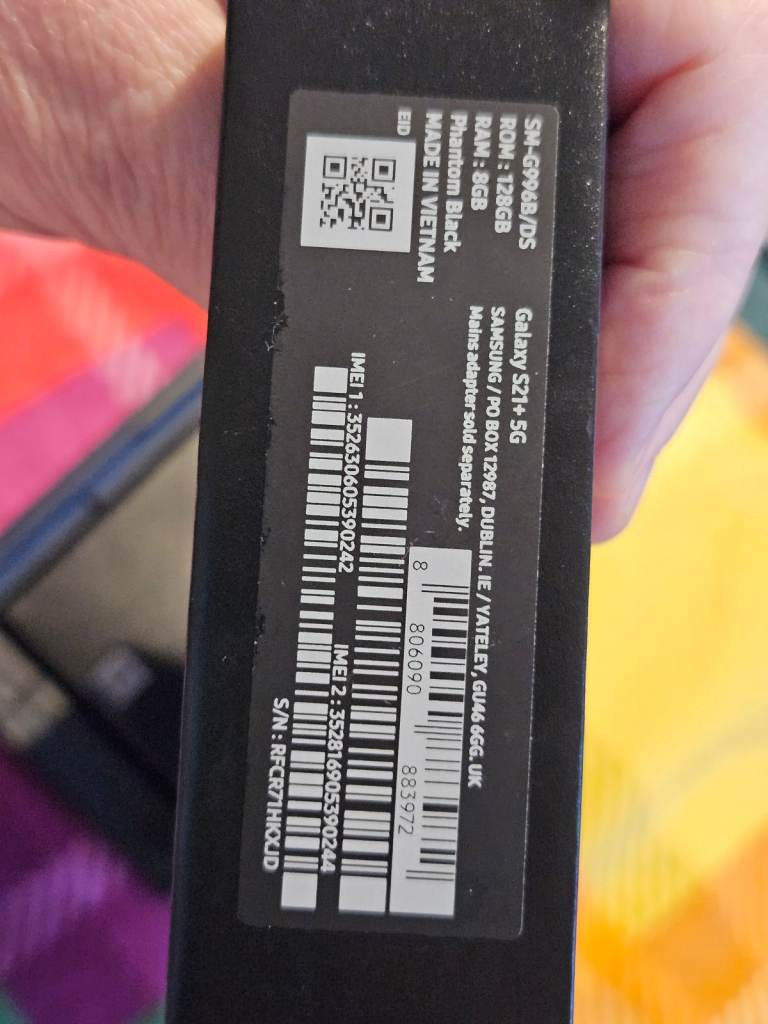 SM-G996B/DS
ROM : 128GB
RAM : 8GB
Phantom Black
MADE IN VIETNAM
EID
Galaxy S21+ 5G
SAMSUNG / PO BOX 12987, DUBLIN. IE / YATELEY, GU46 6GG. UK
Mains adapter sold separately.
8 806090 883972
IMEI 1 : 352630605390242
IMEI 2 : 352816905390244
S/N : RFCR71HKXJD